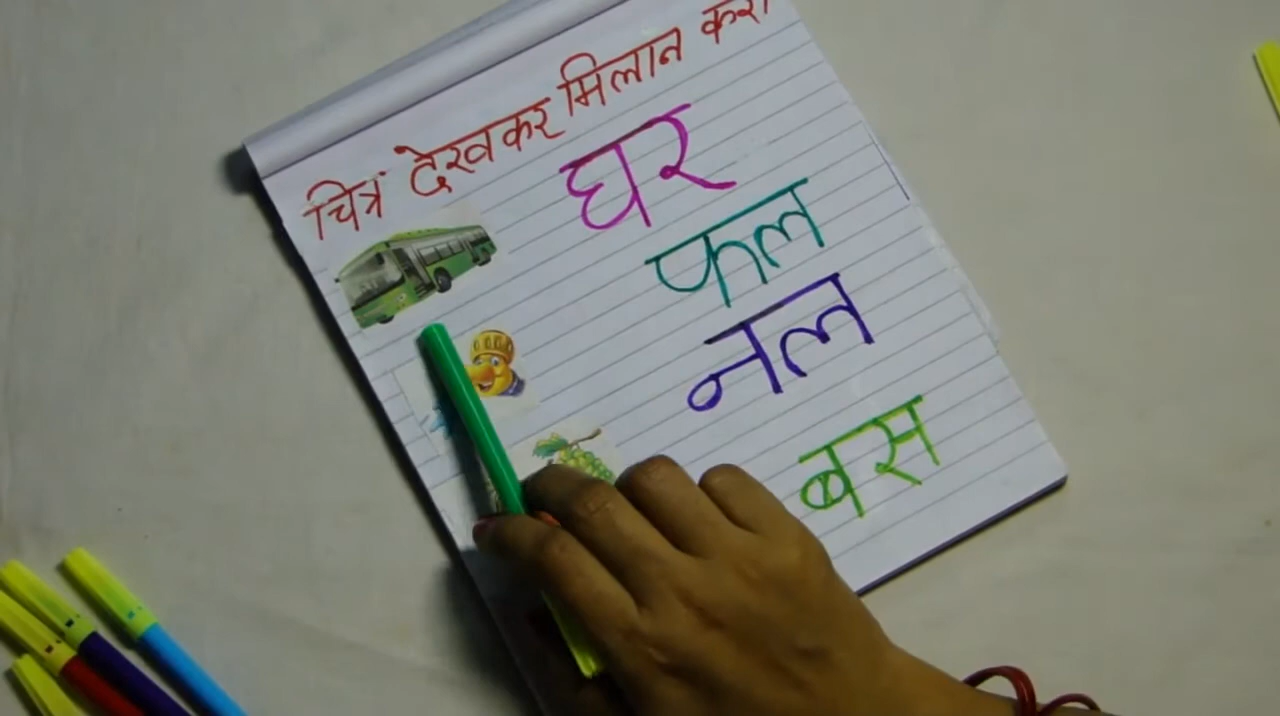 चित्र देखकर मिलान करो
घर
फल
नल
बस